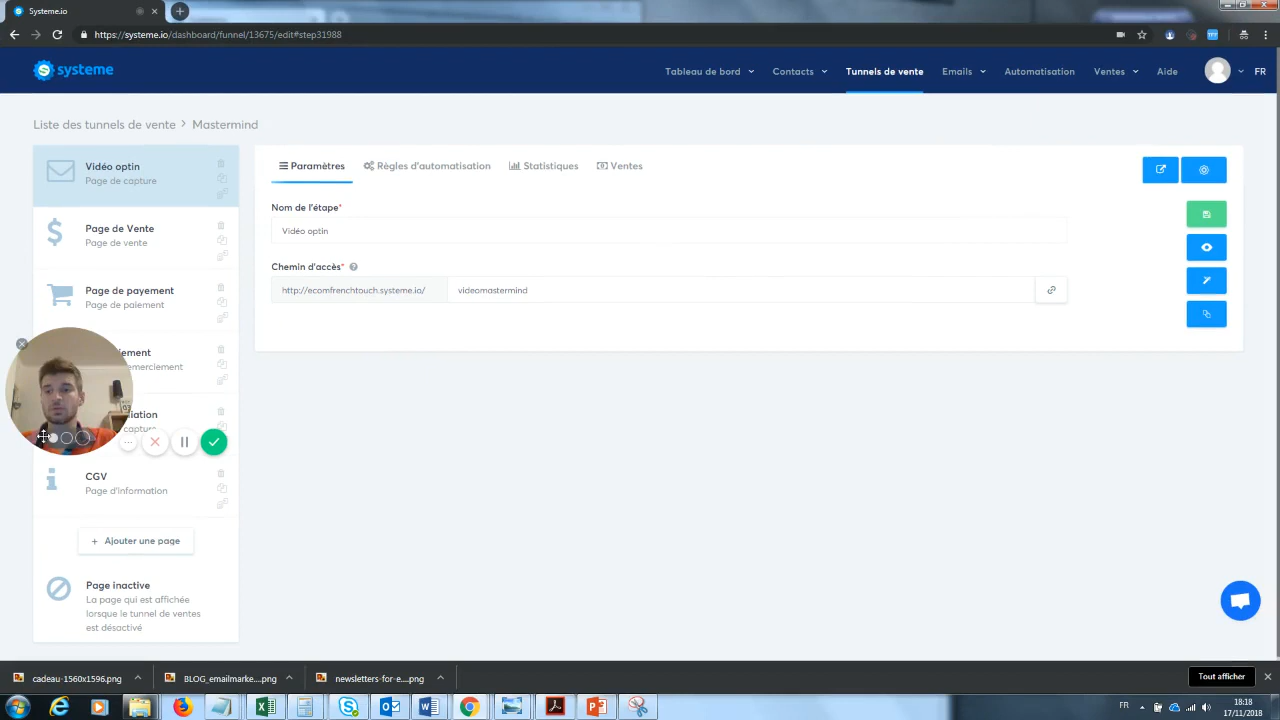 Systeme.io
https://systeme.io/dashboard/funnel/13675/edit#step31988
systeme
Tableau de bord
Contacts
Tunnels de vente
Emails
Automatisation
Ventes
Aide
FR
Liste des tunnels de vente > Mastermind
Vidéo optin
Page de capture
Page de Vente
Page de vente
Page de payement
Page de paiement
iement
emerciement
iation
capture
CGV
Page d'information
+ Ajouter une page
Page inactive
La page qui est affichée
lorsque le tunnel de ventes
est désactivé
Paramètres
Règles d'automatisation
Statistiques
Ventes
Nom de l'étape*
Vidéo optin
Chemin d'accès*
http://ecomfrenchtouch.systeme.io/
videomastermind
cadeau-1560x1596.png
BLOG_emailmarke....png
newsletters-for-e....png
Tout afficher
FR
18:18
17/11/2018